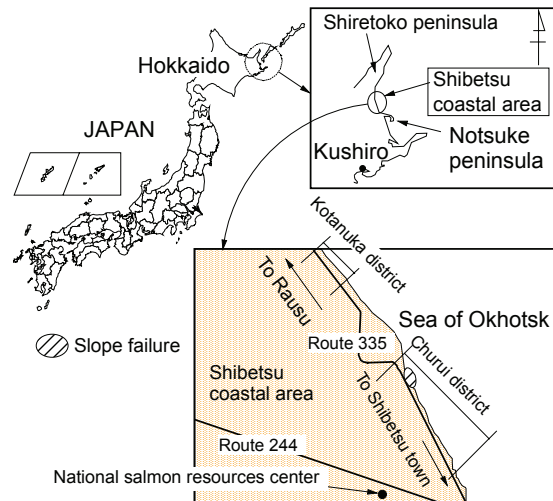 Shiretoko peninsula
Hokkaido
Shibetsu
coastal area
JAPAN
Notsuke
peninsula
Kushiro
Kotanuka district
To Rausu
Sea of Okhotsk
Slope failure
Route 335
Churui district
Shibetsu
coastal area
To Shibetsu town
Route 244
National salmon resources center